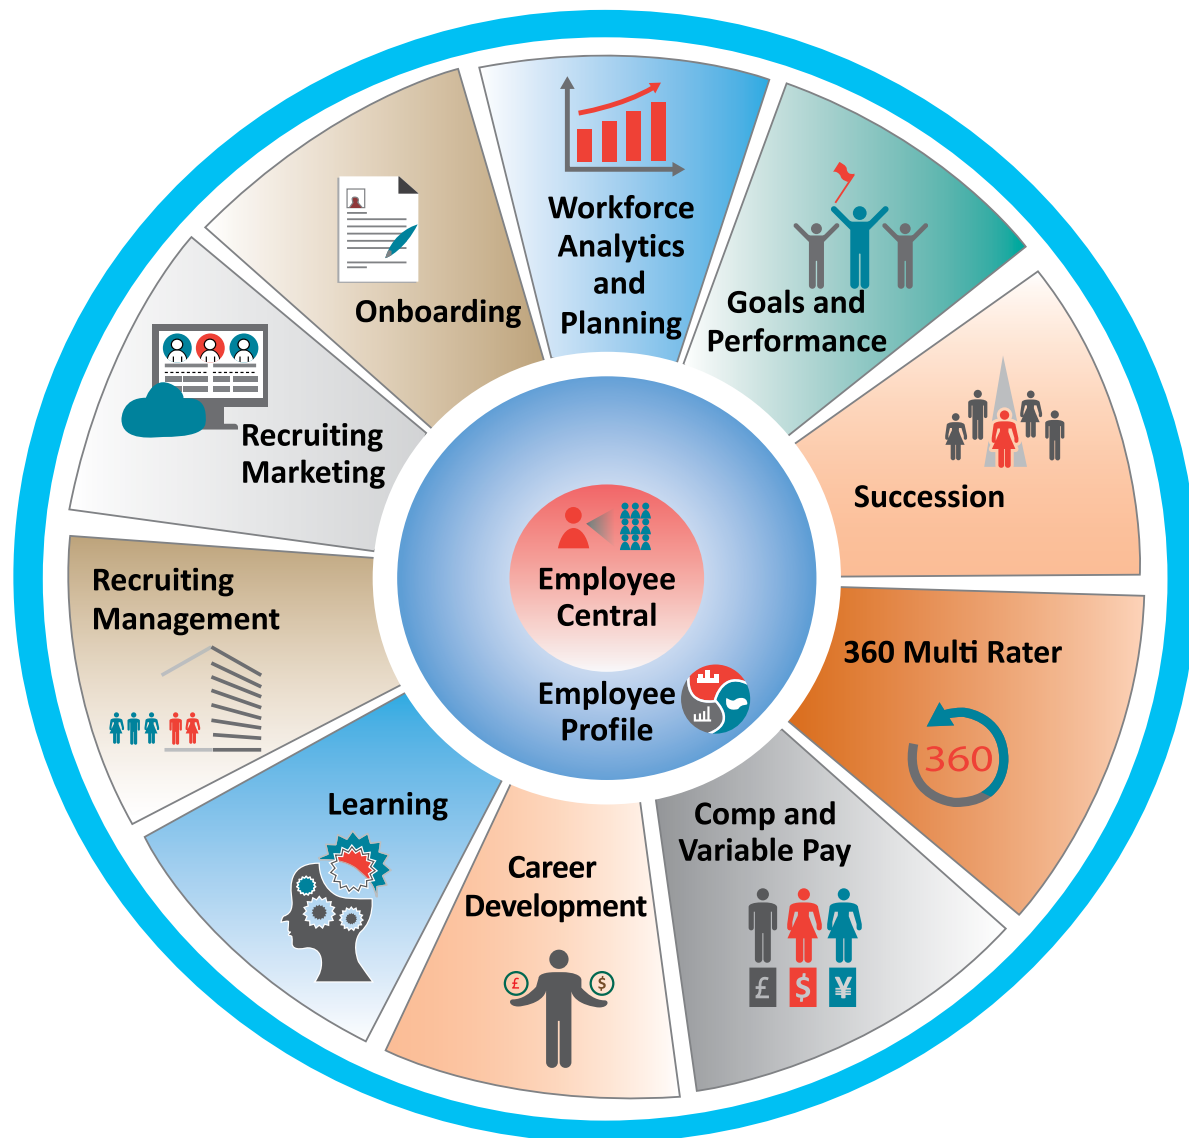 Workforce
Analytics
and
Planning
Goals and
Performance
Succession
360 Multi Rater
360
Comp and
Variable Pay
£ $ ¥
Career
Development
£ $
Learning
Recruiting
Management
Recruiting
Marketing
Onboarding
Employee
Central
Employee
Profile